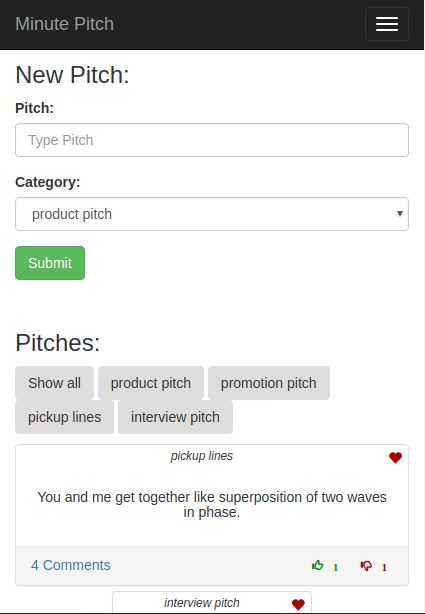 Minute Pitch
New Pitch:
Pitch:
Type Pitch
Category:
product pitch
Submit
Pitches:
Show all product pitch promotion pitch
pickup lines interview pitch
pickup lines
You and me get together like superposition of two waves
in phase.
4 Comments 1 1
interview pitch